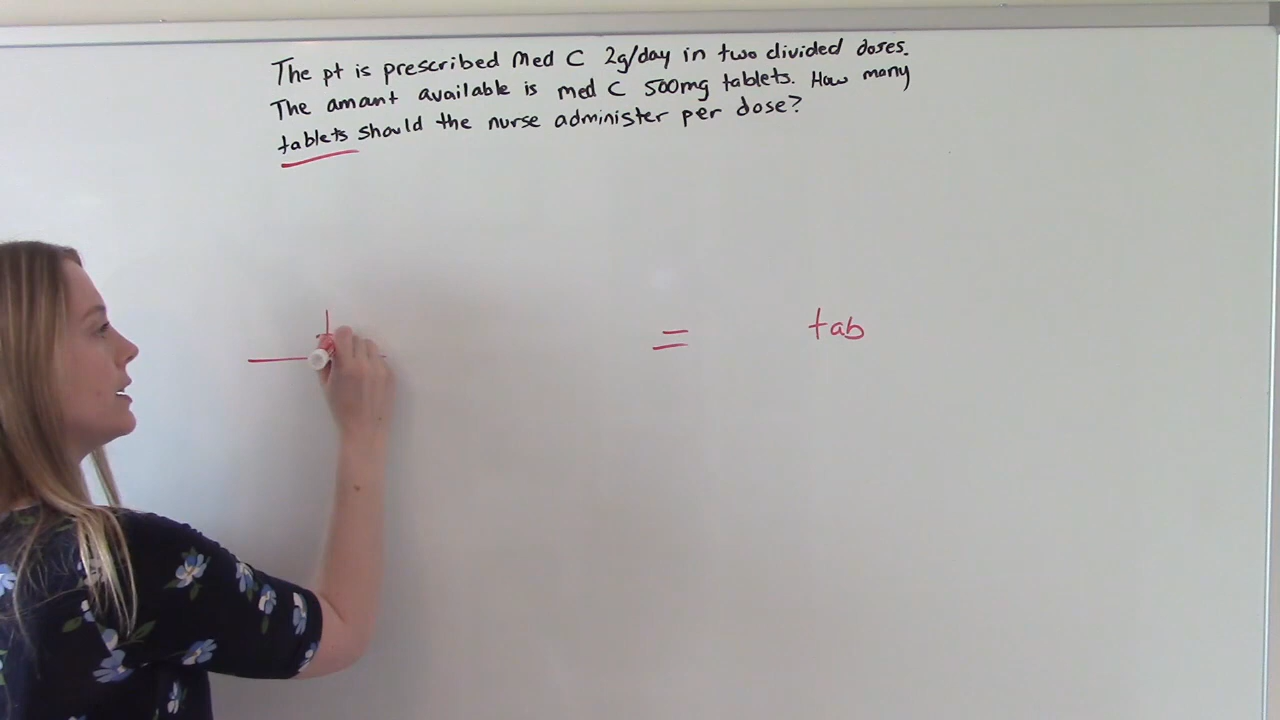 The pt is prescribed Med C 2g/day in two divided doses.
The amant available is med C 500mg tablets. How many
tablets should the nurse administer per dose?
= tab